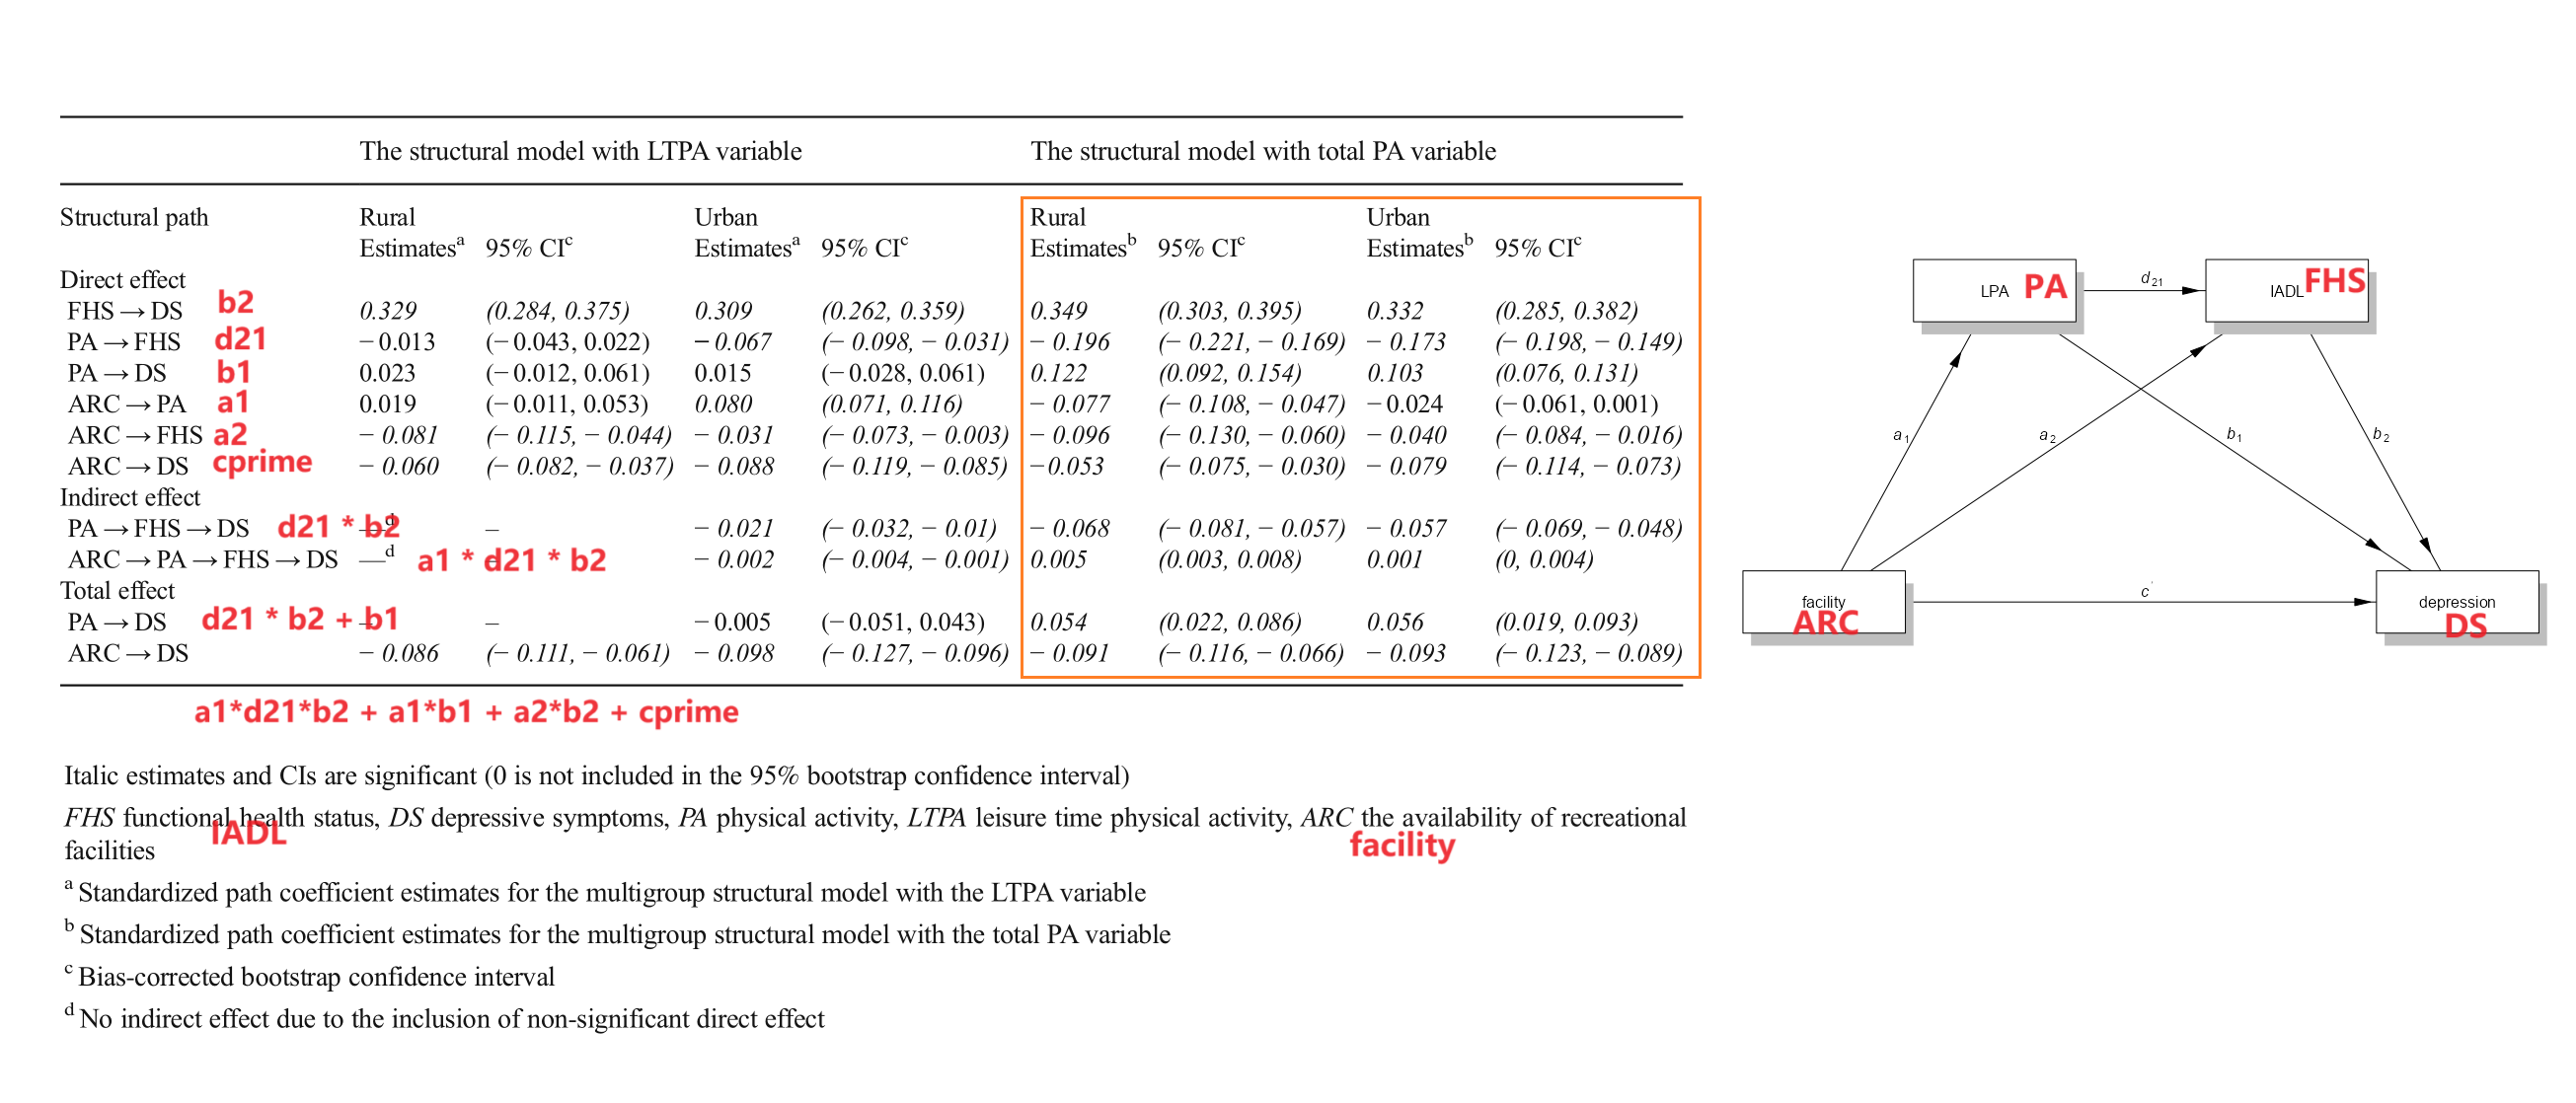 The structural model with LTPA variable The structural model with total PA variable
Structural path Rural Urban Rural Urban
Estimatesa 95% CIc Estimatesa 95% CIc Estimatesb 95% CIc Estimatesb 95% CIc
Direct effect
FHS → DS b2 0.329 (0.284, 0.375) 0.309 (0.262, 0.359) 0.349 (0.303, 0.395) 0.332 (0.285, 0.382)
PA → FHS d21 − 0.013 (− 0.043, 0.022) − 0.067 (− 0.098, − 0.031) − 0.196 (− 0.221, − 0.169) − 0.173 (− 0.198, − 0.149)
PA → DS b1 0.023 (− 0.012, 0.061) 0.015 (− 0.028, 0.061) 0.122 (0.092, 0.154) 0.103 (0.076, 0.131)
ARC → PA a1 0.019 (− 0.011, 0.053) 0.080 (0.071, 0.116) − 0.077 (− 0.108, − 0.047) − 0.024 (− 0.061, 0.001)
ARC → FHS a2 − 0.081 (− 0.115, − 0.044) − 0.031 (− 0.073, − 0.003) − 0.096 (− 0.130, − 0.060) − 0.040 (− 0.084, − 0.016)
ARC → DS cprime − 0.060 (− 0.082, − 0.037) − 0.088 (− 0.119, − 0.085) −0.053 (− 0.075, − 0.030) − 0.079 (− 0.114, − 0.073)
Indirect effect
PA → FHS → DS d21 * b2 —d – − 0.021 (− 0.032, − 0.01) − 0.068 (− 0.081, − 0.057) − 0.057 (− 0.069, − 0.048)
ARC → PA → FHS → DS —d a1 * d21 * b2 − 0.002 (− 0.004, − 0.001) 0.005 (0.003, 0.008) 0.001 (0, 0.004)
Total effect
PA → DS d21 * b2 + b1 – – − 0.005 (− 0.051, 0.043) 0.054 (0.022, 0.086) 0.056 (0.019, 0.093)
ARC → DS − 0.086 (− 0.111, − 0.061) − 0.098 (− 0.127, − 0.096) − 0.091 (− 0.116, − 0.066) − 0.093 (− 0.123, − 0.089)
a1*d21*b2 + a1*b1 + a2*b2 + cprime
Italic estimates and CIs are significant (0 is not included in the 95% bootstrap confidence interval)
FHS functional health status, DS depressive symptoms, PA physical activity, LTPA leisure time physical activity, ARC the availability of recreational
IADL facility
facilities
a Standardized path coefficient estimates for the multigroup structural model with the LTPA variable
b Standardized path coefficient estimates for the multigroup structural model with the total PA variable
c Bias-corrected bootstrap confidence interval
d No indirect effect due to the inclusion of non-significant direct effect
LPA PA d21 IADL FHS
a1 a2 b1 b2
facility c' depression
ARC DS